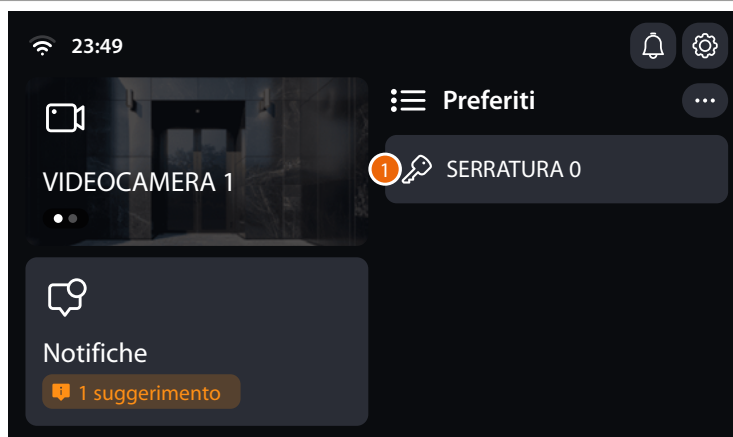 23:49
VIDEOCAMERA 1
Notifiche
1 suggerimento
Preferiti
1
SERRATURA 0